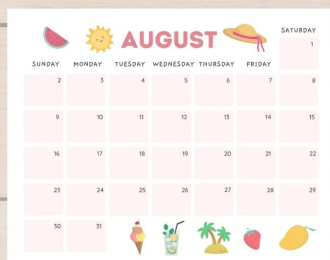 AUGUST
SUNDAY MONDAY TUESDAY WEDNESDAY THURSDAY FRIDAY SATURDAY
1
2 3 4 5 6 7 8
9 10 11 12 13 14 15
16 17 18 19 20 21 22
23 24 25 26 27 28 29
30 31